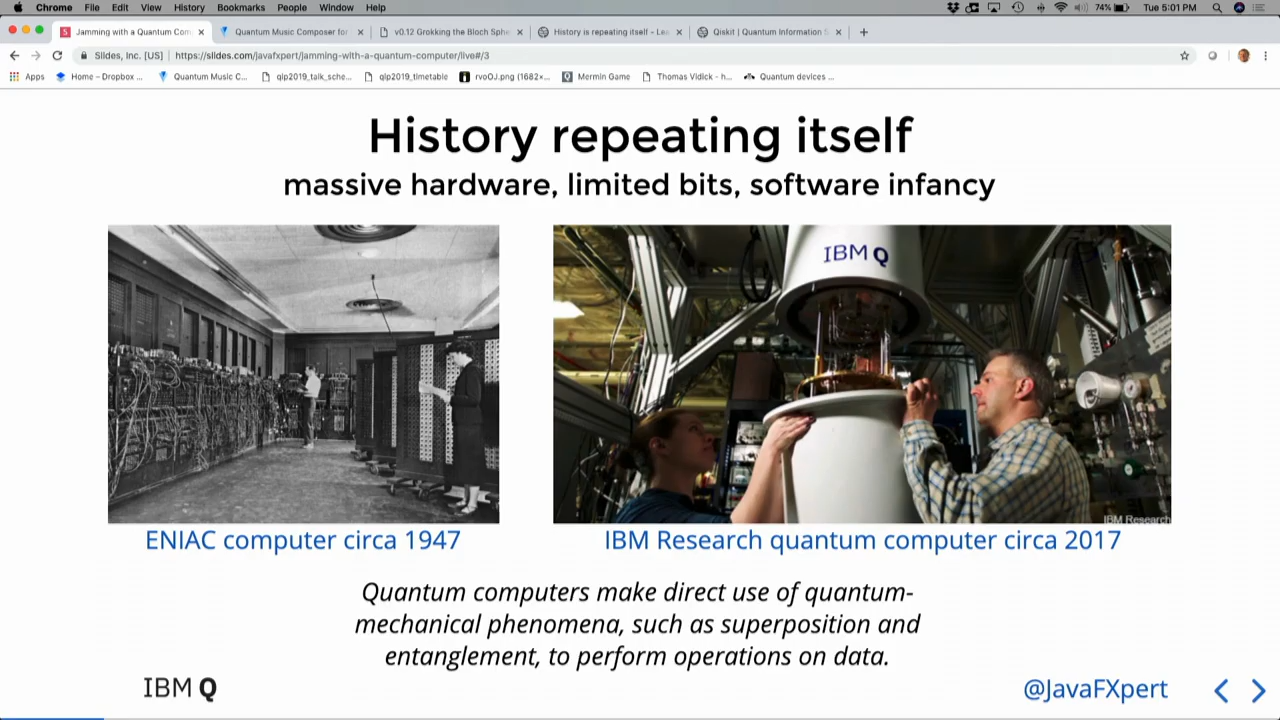 Chrome File Edit View History Bookmarks People Window Help 74% Tue 5:01 PM
Jamming with a Quantum Com Quantum Music Composer for v0.12 Grokking the Bloch Sphe History is repeating itself - Les Qiskit | Quantum Information S
Slides, Inc. [US] | https://slides.com/javafxpert/jamming-with-a-quantum-computer/live#/3
Apps Home - Dropbox ... Quantum Music C... qip2019_talk_sche... qip2019_timetable rvoOJ.png (1682×... Mermin Game Thomas Vidick - h... Quantum devices ...
History repeating itself
massive hardware, limited bits, software infancy
IBM Q
IBM Research
ENIAC computer circa 1947
IBM Research quantum computer circa 2017
Quantum computers make direct use of quantum-
mechanical phenomena, such as superposition and
entanglement, to perform operations on data.
IBM Q
@JavaFXpert